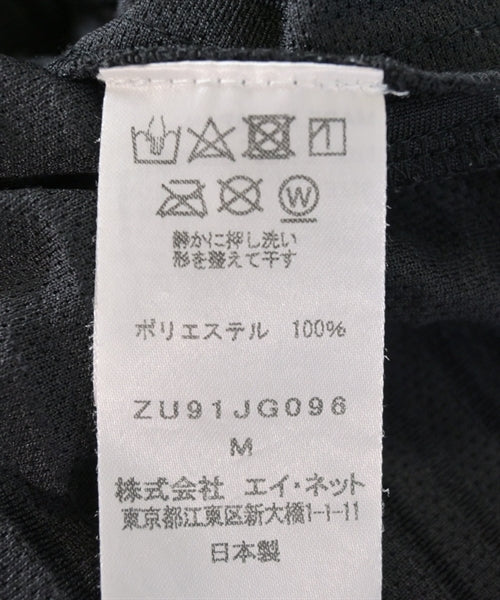 W
静かに押し洗い
形を整えて干す
ポリエステル 100%
ZU91JG096
M
株式会社 エイ・ネット
東京都江東区新大橋1-1-11
日本製